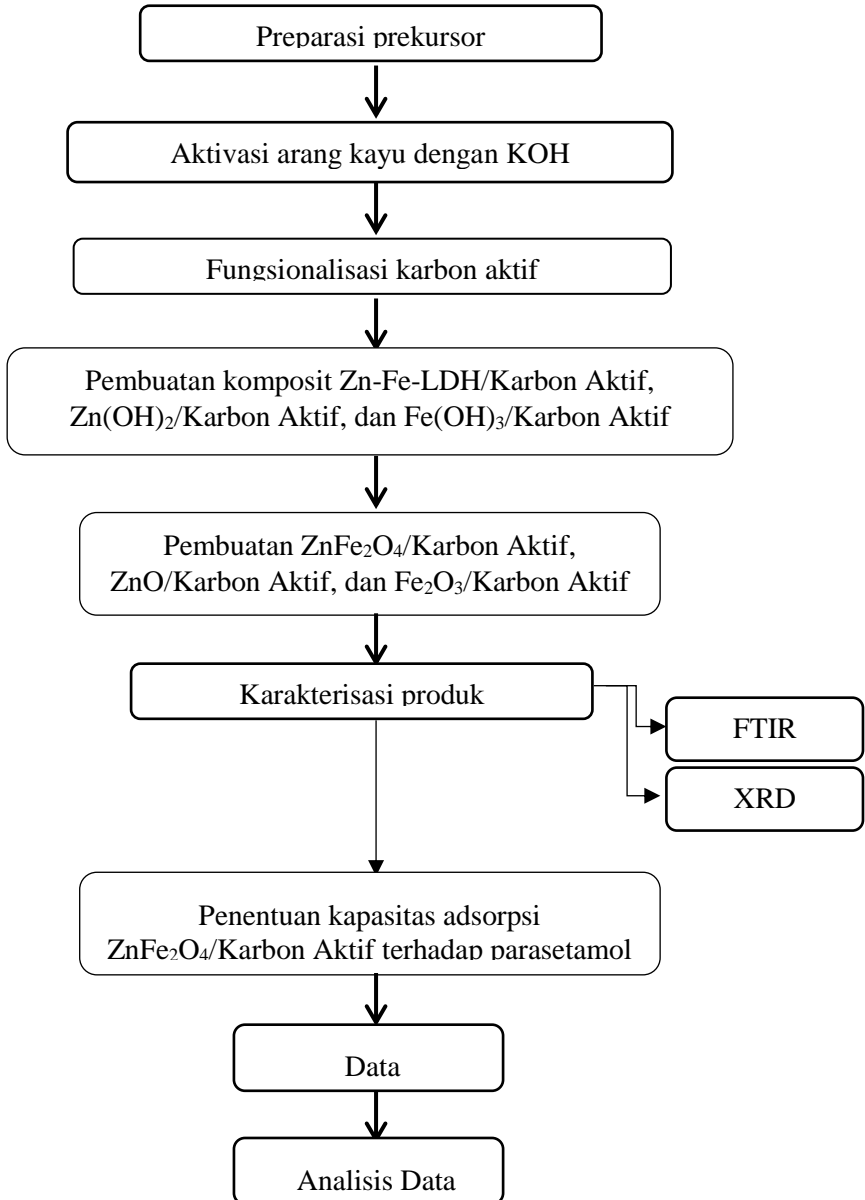 Preparasi prekursor
Aktivasi arang kayu dengan KOH
Fungsionalisasi karbon aktif
Pembuatan komposit Zn-Fe-LDH/Karbon Aktif,
Zn(OH)₂/Karbon Aktif, dan Fe(OH)₃/Karbon Aktif
Pembuatan ZnFe₂O₄/Karbon Aktif,
ZnO/Karbon Aktif, dan Fe₂O₃/Karbon Aktif
Karakterisasi produk
FTIR
XRD
Penentuan kapasitas adsorpsi
ZnFe₂O₄/Karbon Aktif terhadap parasetamol
Data
Analisis Data